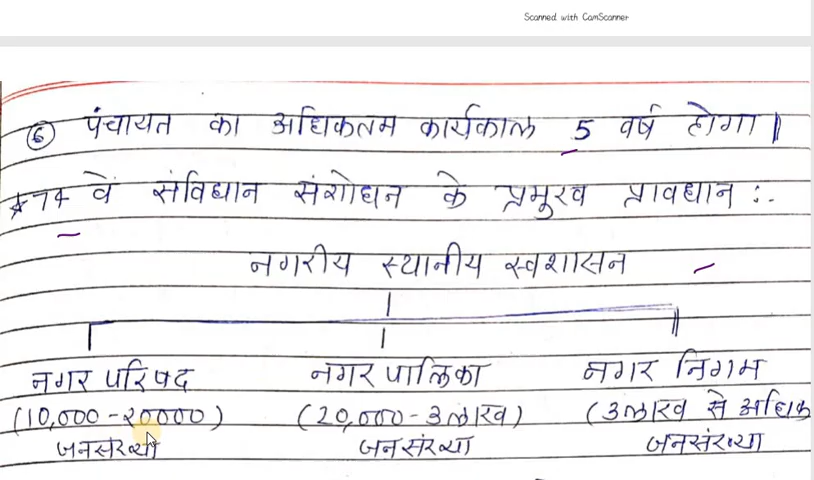 Scanned with CamScanner
⑥ पंचायत का अधिकतम कार्यकाल 5 वर्ष होगा |
★74 वें संविधान संशोधन के प्रमुख प्रावधान :-
नगरीय स्थानीय स्वशासन
नगर परिषद नगर पालिका नगर निगम
(10,000-20000) (20,000-3लाख) (3लाख से अधिक
जनसंख्या जनसंख्या जनसंख्या